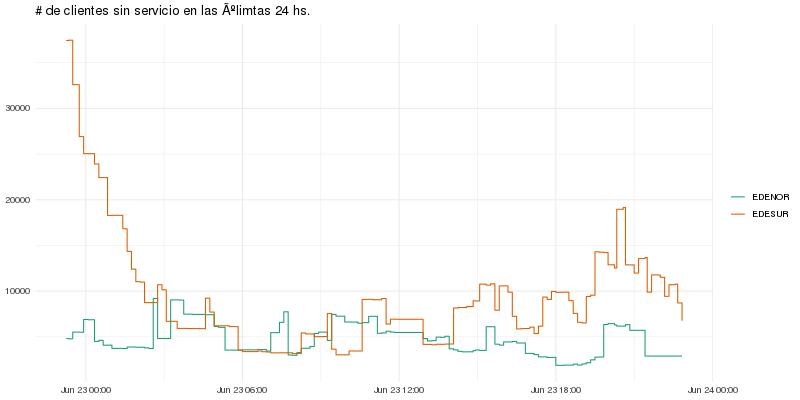 # de clientes sin servicio en las Ãºlimtas 24 hs.
30000
20000
10000
EDENOR
EDESUR
Jun 23 00:00
Jun 23 06:00
Jun 23 12:00
Jun 23 18:00
Jun 24 00:00